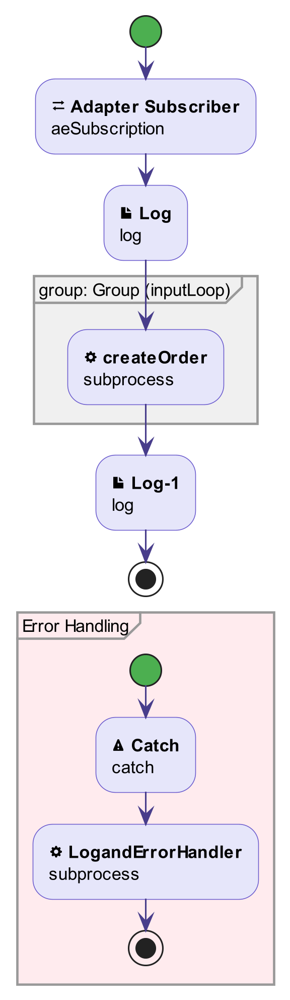 Adapter Subscriber
aeSubscription
Log
log
group: Group (inputLoop)
createOrder
subprocess
Log-1
log
Error Handling
Catch
catch
LogandErrorHandler
subprocess